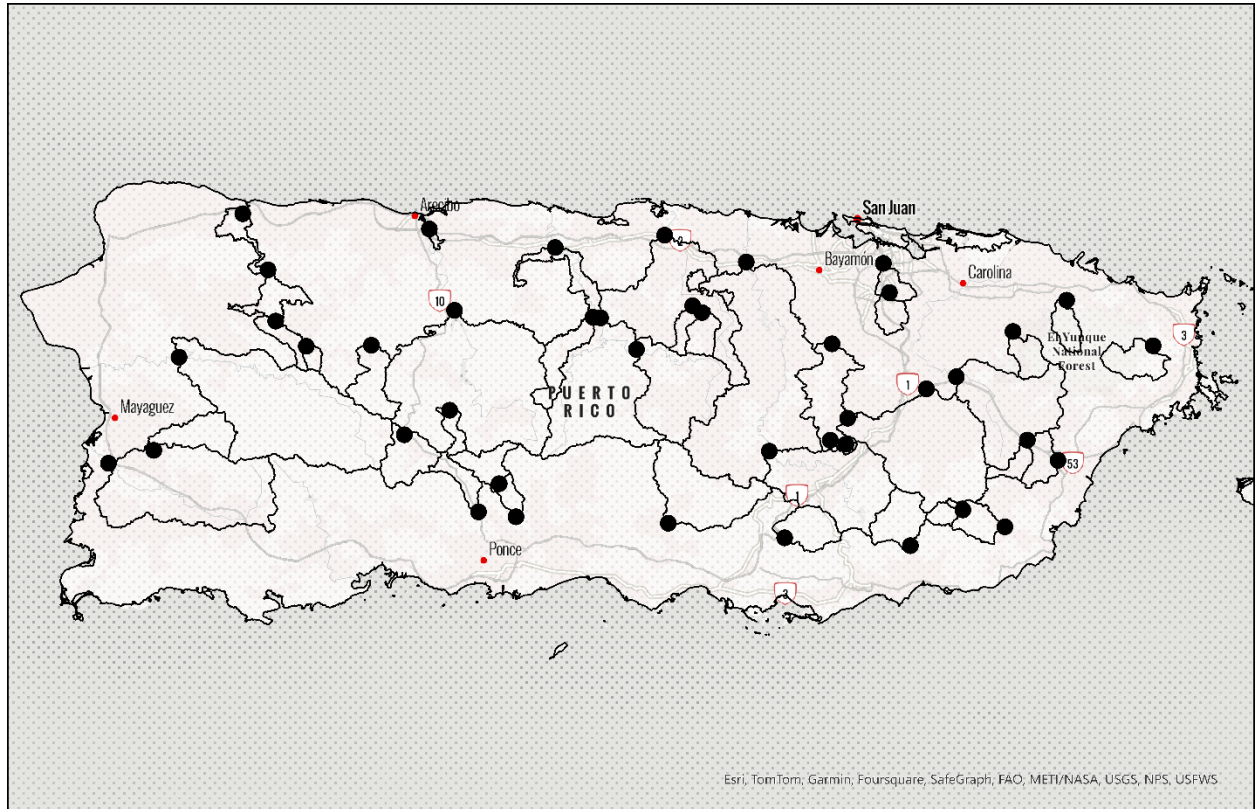 Arecibo
San Juan
2
Bayamón
Carolina
10
3
El Yunque
National
Forest
1
PUERTO
RICO
Mayaguez
53
1
Ponce
3
Esri, TomTom, Garmin, Foursquare, SafeGraph, FAO, METI/NASA, USGS, NPS, USFWS